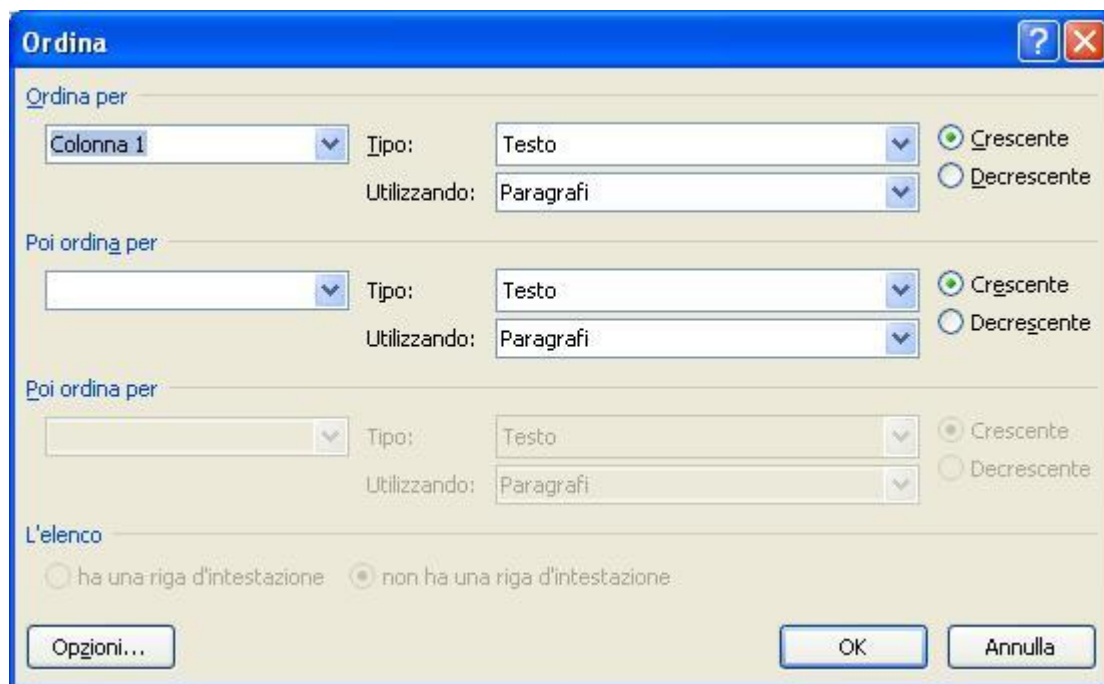 Ordina
Ordina per
Colonna 1 Tipo: Testo Crescente
Utilizzando: Paragrafi Decrescente
Poi ordina per
Tipo: Testo Crescente
Utilizzando: Paragrafi Decrescente
Poi ordina per
Tipo: Testo Crescente
Utilizzando: Paragrafi Decrescente
L'elenco
ha una riga d'intestazione non ha una riga d'intestazione
Opzioni... OK Annulla